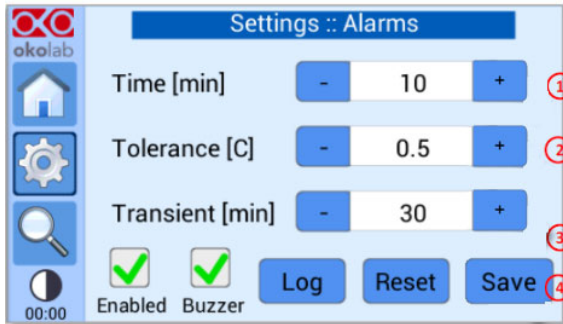 Settings :: Alarms
okolab
Time [min] - 10 + 1
Tolerance [C] - 0.5 + 2
Transient [min] - 30 + 3
Enabled Buzzer Log Reset Save 4
00:00